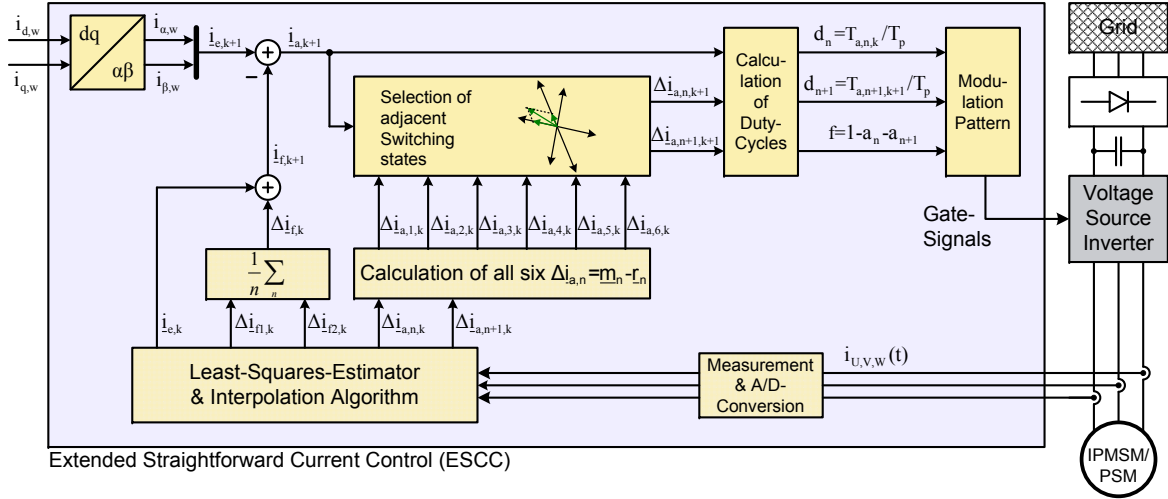 i_d,w
i_q,w
dq
αβ
i_α,w
i_β,w
i_e,k+1
i_a,k+1
i_f,k+1
Δi_f,k
1/n ∑ n
Selection of
adjacent
Switching
states
Δi_a,n,k+1
Δi_a,n+1,k+1
Calcu-
lation
of
Duty-
Cycles
d_n=T_a,n,k/T_p
d_n+1=T_a,n+1,k+1/T_p
f=1-a_n-a_n+1
Modu-
lation
Pattern
Grid
Gate-
Signals
Voltage
Source
Inverter
Δi_a,1,k
Δi_a,2,k
Δi_a,3,k
Δi_a,4,k
Δi_a,5,k
Δi_a,6,k
Calculation of all six Δi_a,n=m_n-r_n
i_e,k
Δi_f1,k
Δi_f2,k
Δi_a,n,k
Δi_a,n+1,k
Least-Squares-Estimator
& Interpolation Algorithm
Measurement
& A/D-
Conversion
i_U,V,W(t)
IPMSM/
PSM
Extended Straightforward Current Control (ESCC)